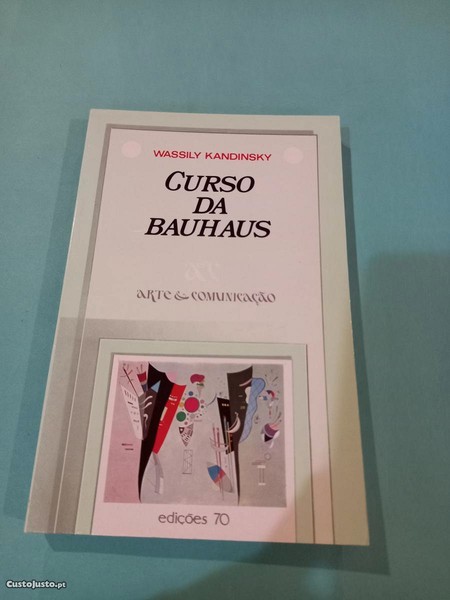 WASSILY KANDINSKY
CURSO
DA
BAUHAUS
ARTE & COMUNICAÇÃO
edições 70
CustoJusto.pt